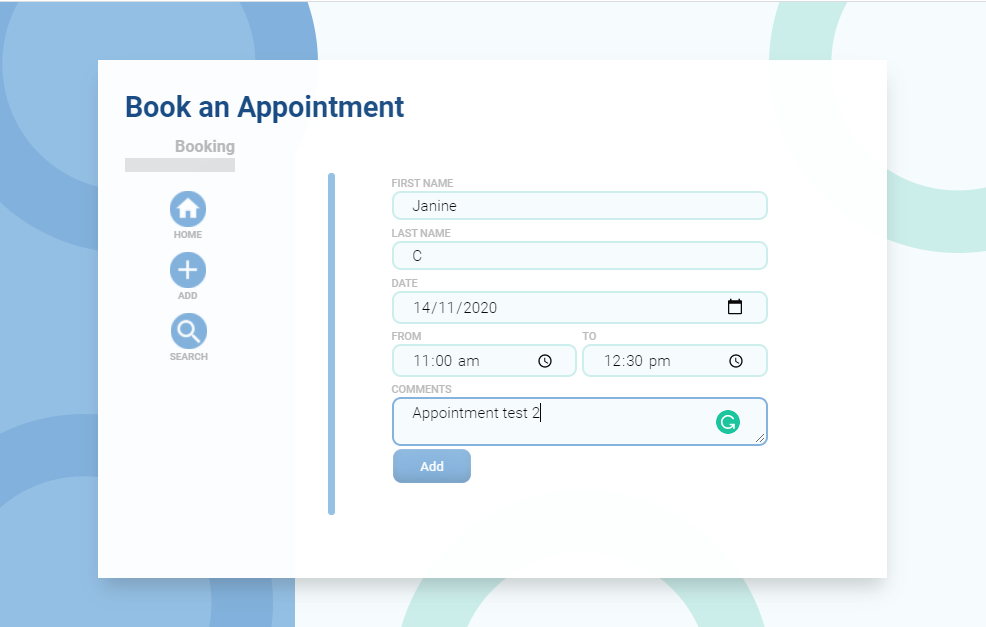 Book an Appointment
Booking
HOME
ADD
SEARCH
FIRST NAME
Janine
LAST NAME
C
DATE
14/11/2020
FROM TO
11:00 am 12:30 pm
COMMENTS
Appointment test 2
Add